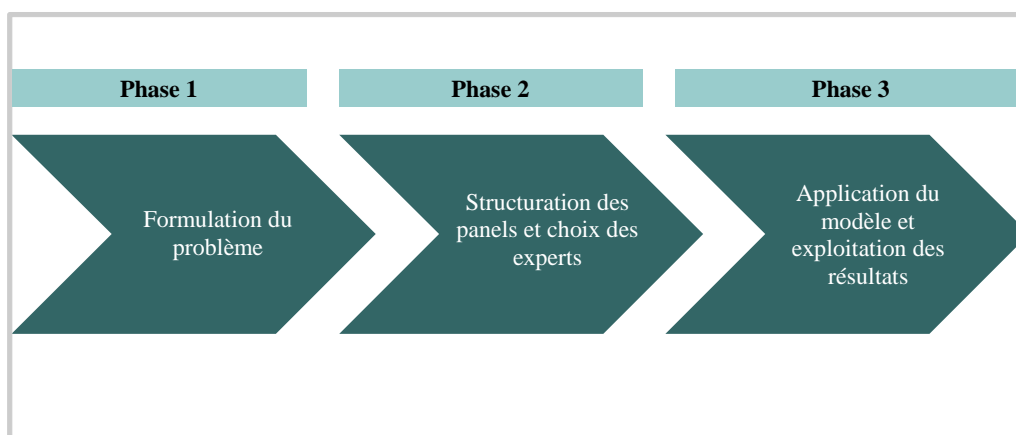 Phase 1
Phase 2
Phase 3
Formulation du
problème
Structuration des
panels et choix des
experts
Application du
modèle et
exploitation des
résultats